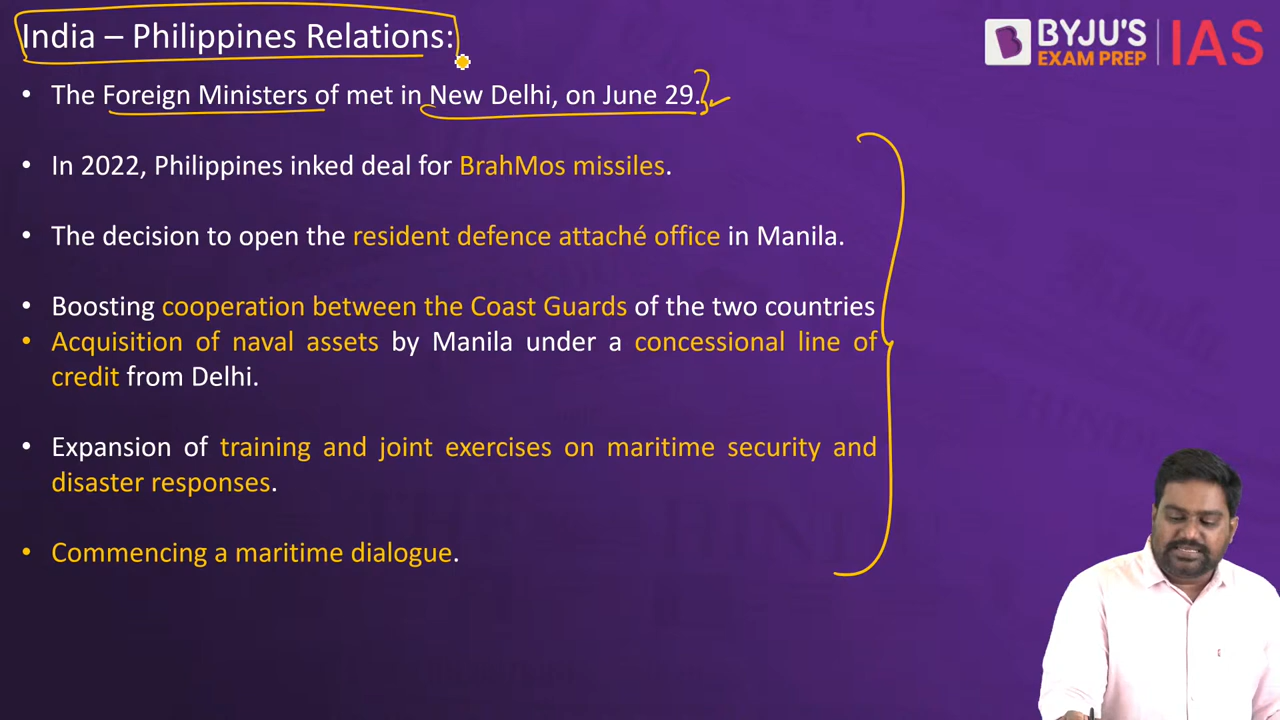 India – Philippines Relations:
BYJU'S
EXAM PREP
IAS
• The Foreign Ministers of met in New Delhi, on June 29.
• In 2022, Philippines inked deal for BrahMos missiles.
• The decision to open the resident defence attaché office in Manila.
• Boosting cooperation between the Coast Guards of the two countries
• Acquisition of naval assets by Manila under a concessional line of
credit from Delhi.
• Expansion of training and joint exercises on maritime security and
disaster responses.
• Commencing a maritime dialogue.